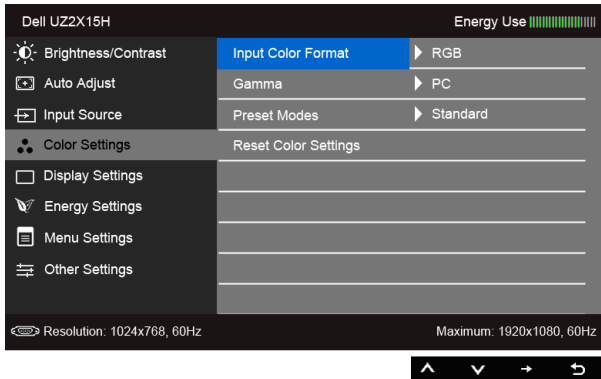 Dell UZ2X15H
Energy Use
Brightness/Contrast
Input Color Format
RGB
Auto Adjust
Gamma
PC
Input Source
Preset Modes
Standard
Color Settings
Reset Color Settings
Display Settings
Energy Settings
Menu Settings
Other Settings
Resolution: 1024x768, 60Hz
Maximum: 1920x1080, 60Hz